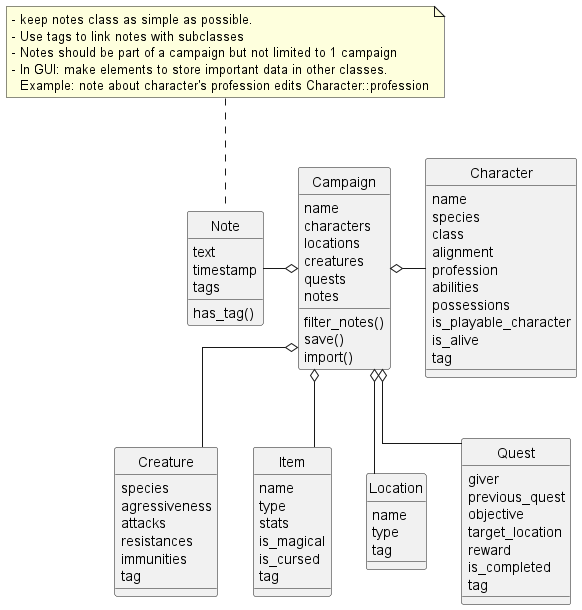 - keep notes class as simple as possible.
- Use tags to link notes with subclasses
- Notes should be part of a campaign but not limited to 1 campaign
- In GUI: make elements to store important data in other classes.
Example: note about character's profession edits Character::profession
Note
text
timestamp
tags
has_tag()
Campaign
name
characters
locations
creatures
quests
notes
filter_notes()
save()
import()
Character
name
species
class
alignment
profession
abilities
possessions
is_playable_character
is_alive
tag
Creature
species
agressiveness
attacks
resistances
immunities
tag
Item
name
type
stats
is_magical
is_cursed
tag
Location
name
type
tag
Quest
giver
previous_quest
objective
target_location
reward
is_completed
tag